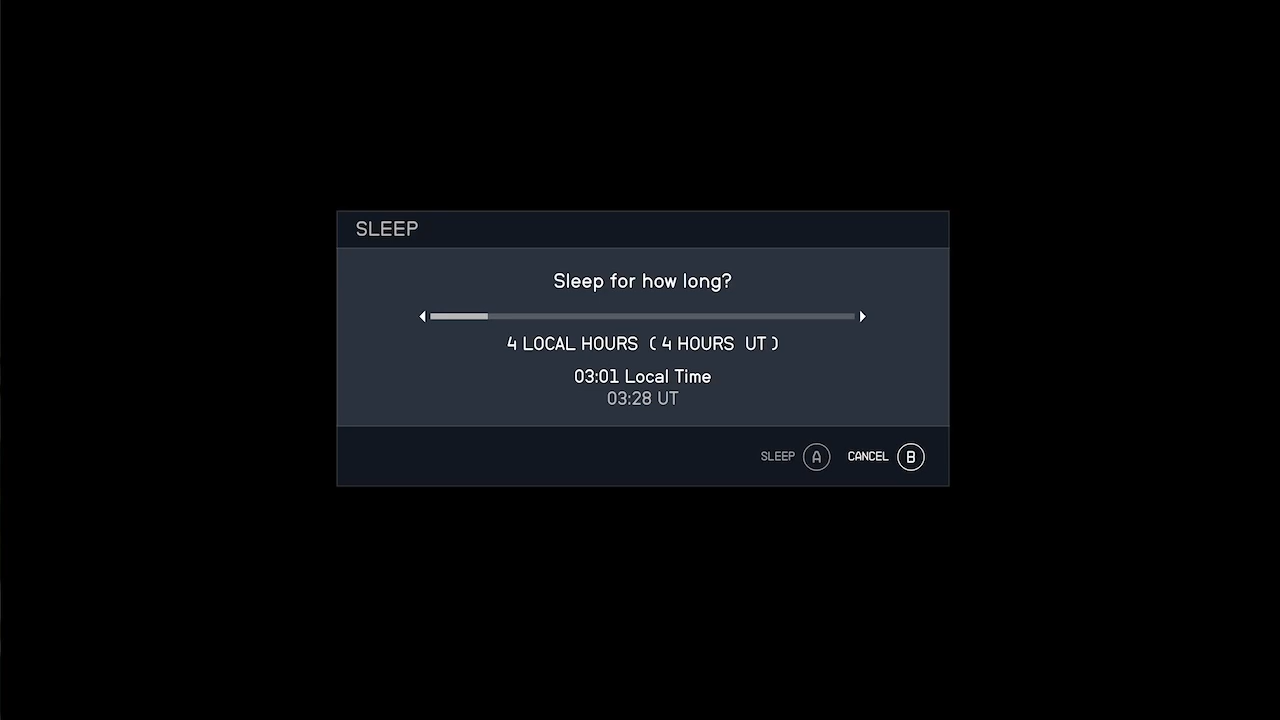 SLEEP
Sleep for how long?
4 LOCAL HOURS ( 4 HOURS UT )
03:01 Local Time
03:28 UT
SLEEP A CANCEL B